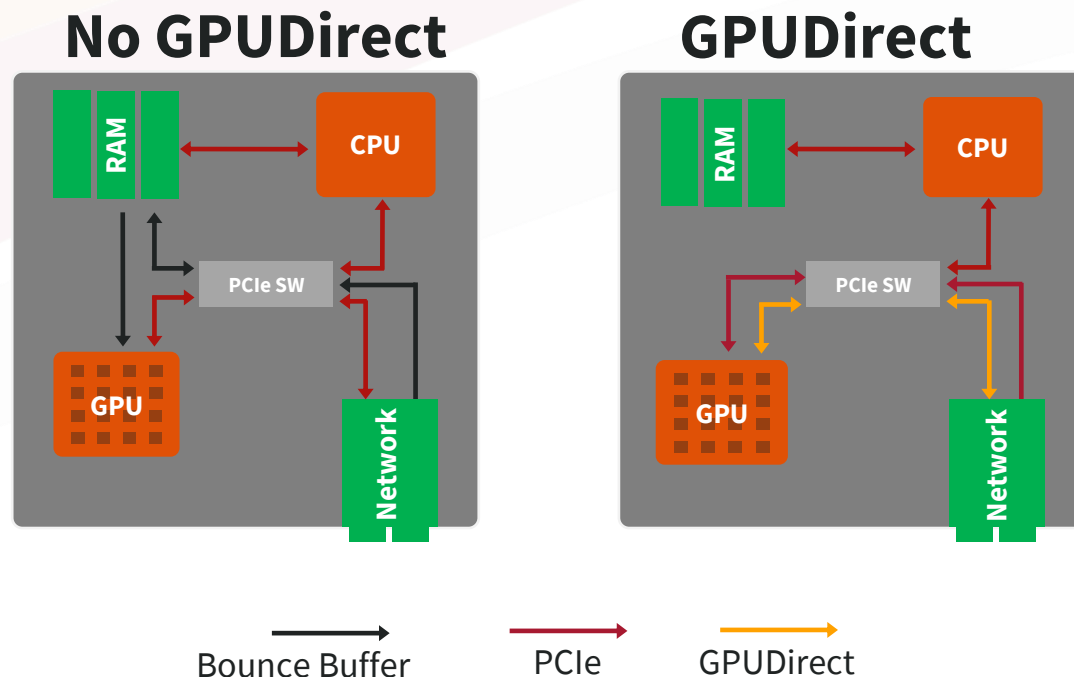 No GPUDirect
GPUDirect
RAM
CPU
PCIe SW
GPU
Network
RAM
CPU
PCIe SW
GPU
Network
Bounce Buffer
PCIe
GPUDirect